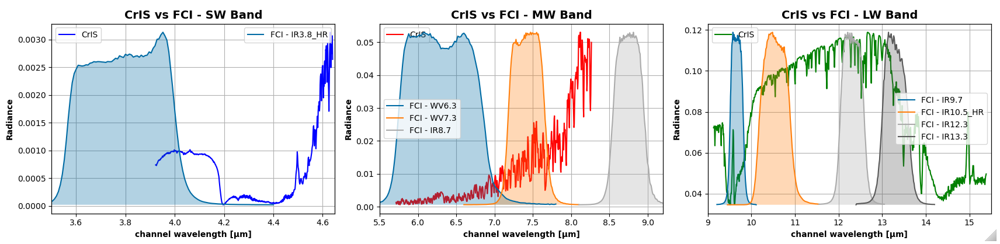 CrIS vs FCI - SW Band
CrIS
FCI - IR3.8_HR
0.0030
0.0025
0.0020
0.0015
0.0010
0.0005
0.0000
Radiance
3.6 3.8 4.0 4.2 4.4 4.6
channel wavelength [μm]
CrIS vs FCI - MW Band
CrIS
FCI - WV6.3
FCI - WV7.3
FCI - IR8.7
0.05
0.04
0.03
0.02
0.01
0.00
Radiance
5.5 6.0 6.5 7.0 7.5 8.0 8.5 9.0
channel wavelength [μm]
CrIS vs FCI - LW Band
CrIS
FCI - IR9.7
FCI - IR10.5_HR
FCI - IR12.3
FCI - IR13.3
0.12
0.10
0.08
0.06
0.04
Radiance
9 10 11 12 13 14 15
channel wavelength [μm]